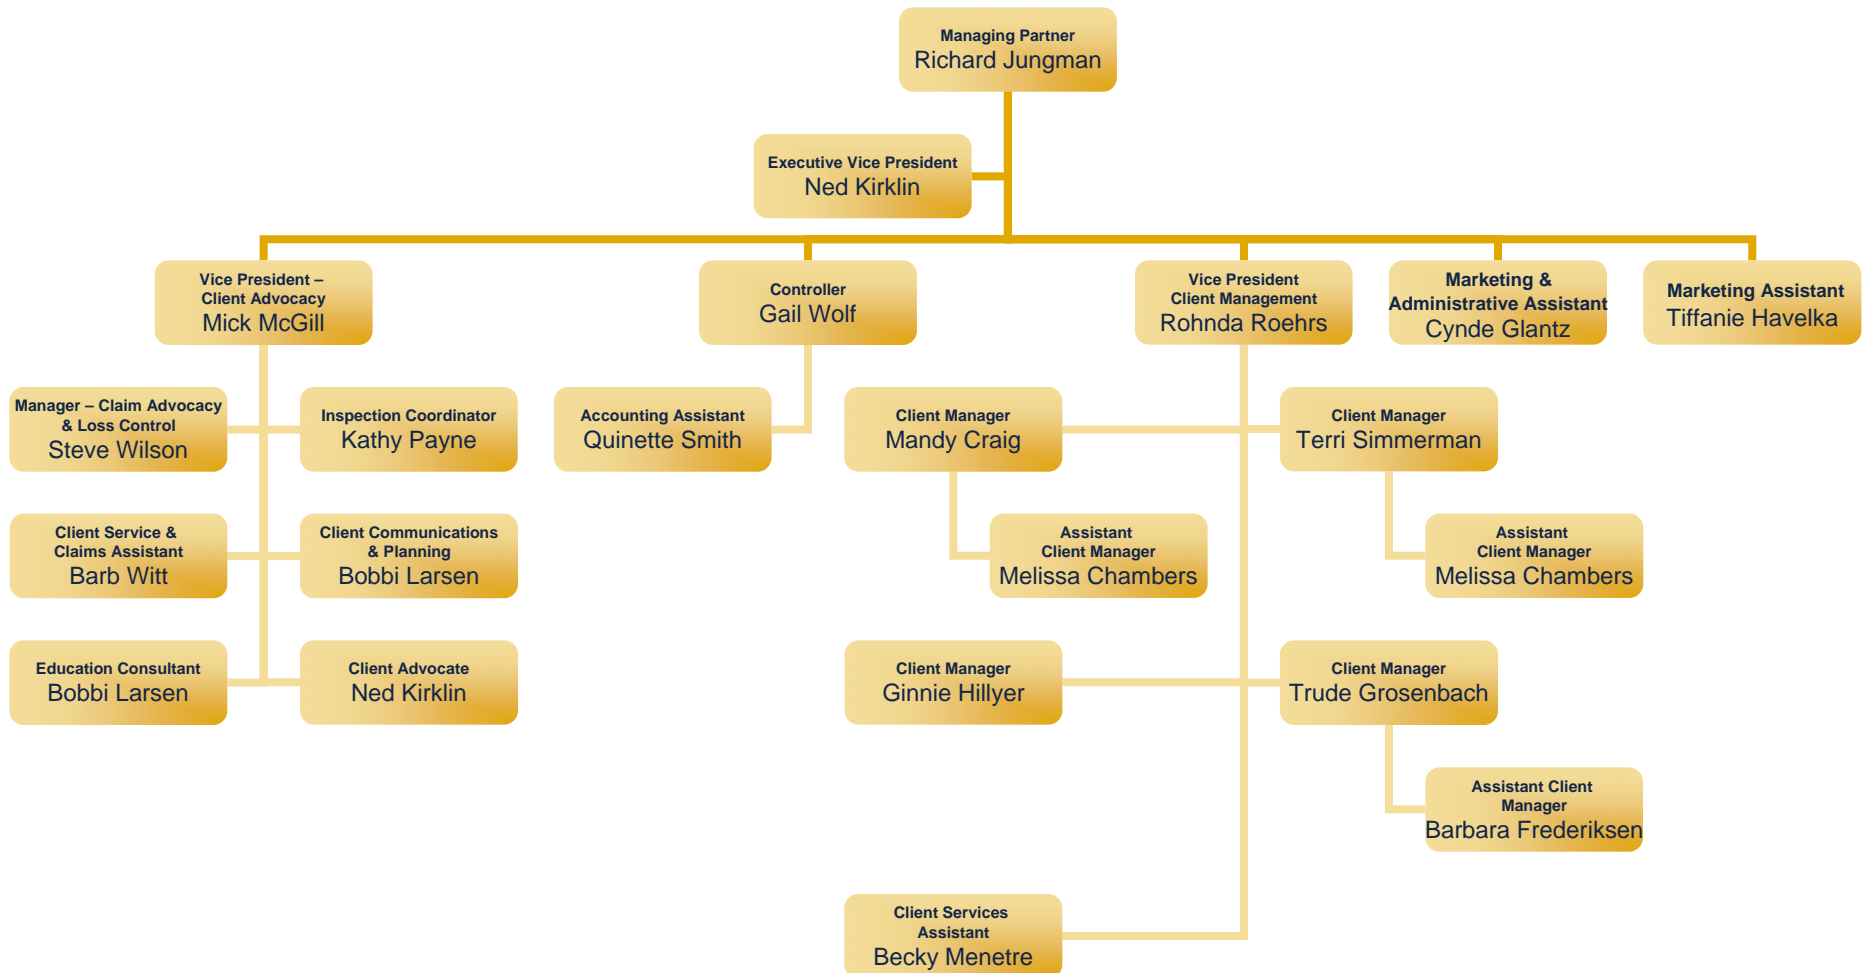 Managing Partner
Richard Jungman
Executive Vice President
Ned Kirklin
Vice President –
Client Advocacy
Mick McGill
Controller
Gail Wolf
Vice President
Client Management
Rohnda Roehrs
Marketing &
Administrative Assistant
Cynde Glantz
Marketing Assistant
Tiffanie Havelka
Manager – Claim Advocacy
& Loss Control
Steve Wilson
Inspection Coordinator
Kathy Payne
Accounting Assistant
Quinette Smith
Client Manager
Mandy Craig
Client Manager
Terri Simmerman
Client Service &
Claims Assistant
Barb Witt
Client Communications
& Planning
Bobbi Larsen
Assistant
Client Manager
Melissa Chambers
Assistant
Client Manager
Melissa Chambers
Education Consultant
Bobbi Larsen
Client Advocate
Ned Kirklin
Client Manager
Ginnie Hillyer
Client Manager
Trude Grosenbach
Assistant Client
Manager
Barbara Frederiksen
Client Services
Assistant
Becky Menetre